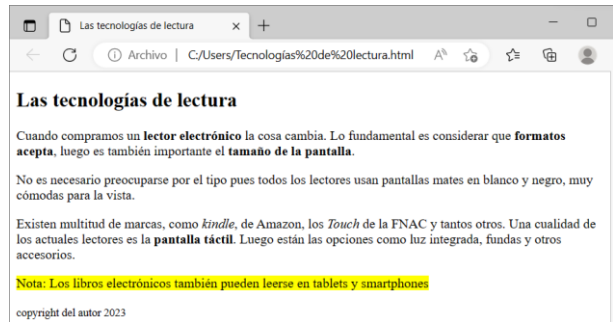 Las tecnologías de lectura
Archivo | C:/Users/Tecnologías%20de%20lectura.html
Las tecnologías de lectura
Cuando compramos un lector electrónico la cosa cambia. Lo fundamental es considerar que formatos
acepta, luego es también importante el tamaño de la pantalla.
No es necesario preocuparse por el tipo pues todos los lectores usan pantallas mates en blanco y negro, muy
cómodas para la vista.
Existen multitud de marcas, como kindle, de Amazon, los Touch de la FNAC y tantos otros. Una cualidad de
los actuales lectores es la pantalla táctil. Luego están las opciones como luz integrada, fundas y otros
accesorios.
Nota: Los libros electrónicos también pueden leerse en tablets y smartphones
copyright del autor 2023